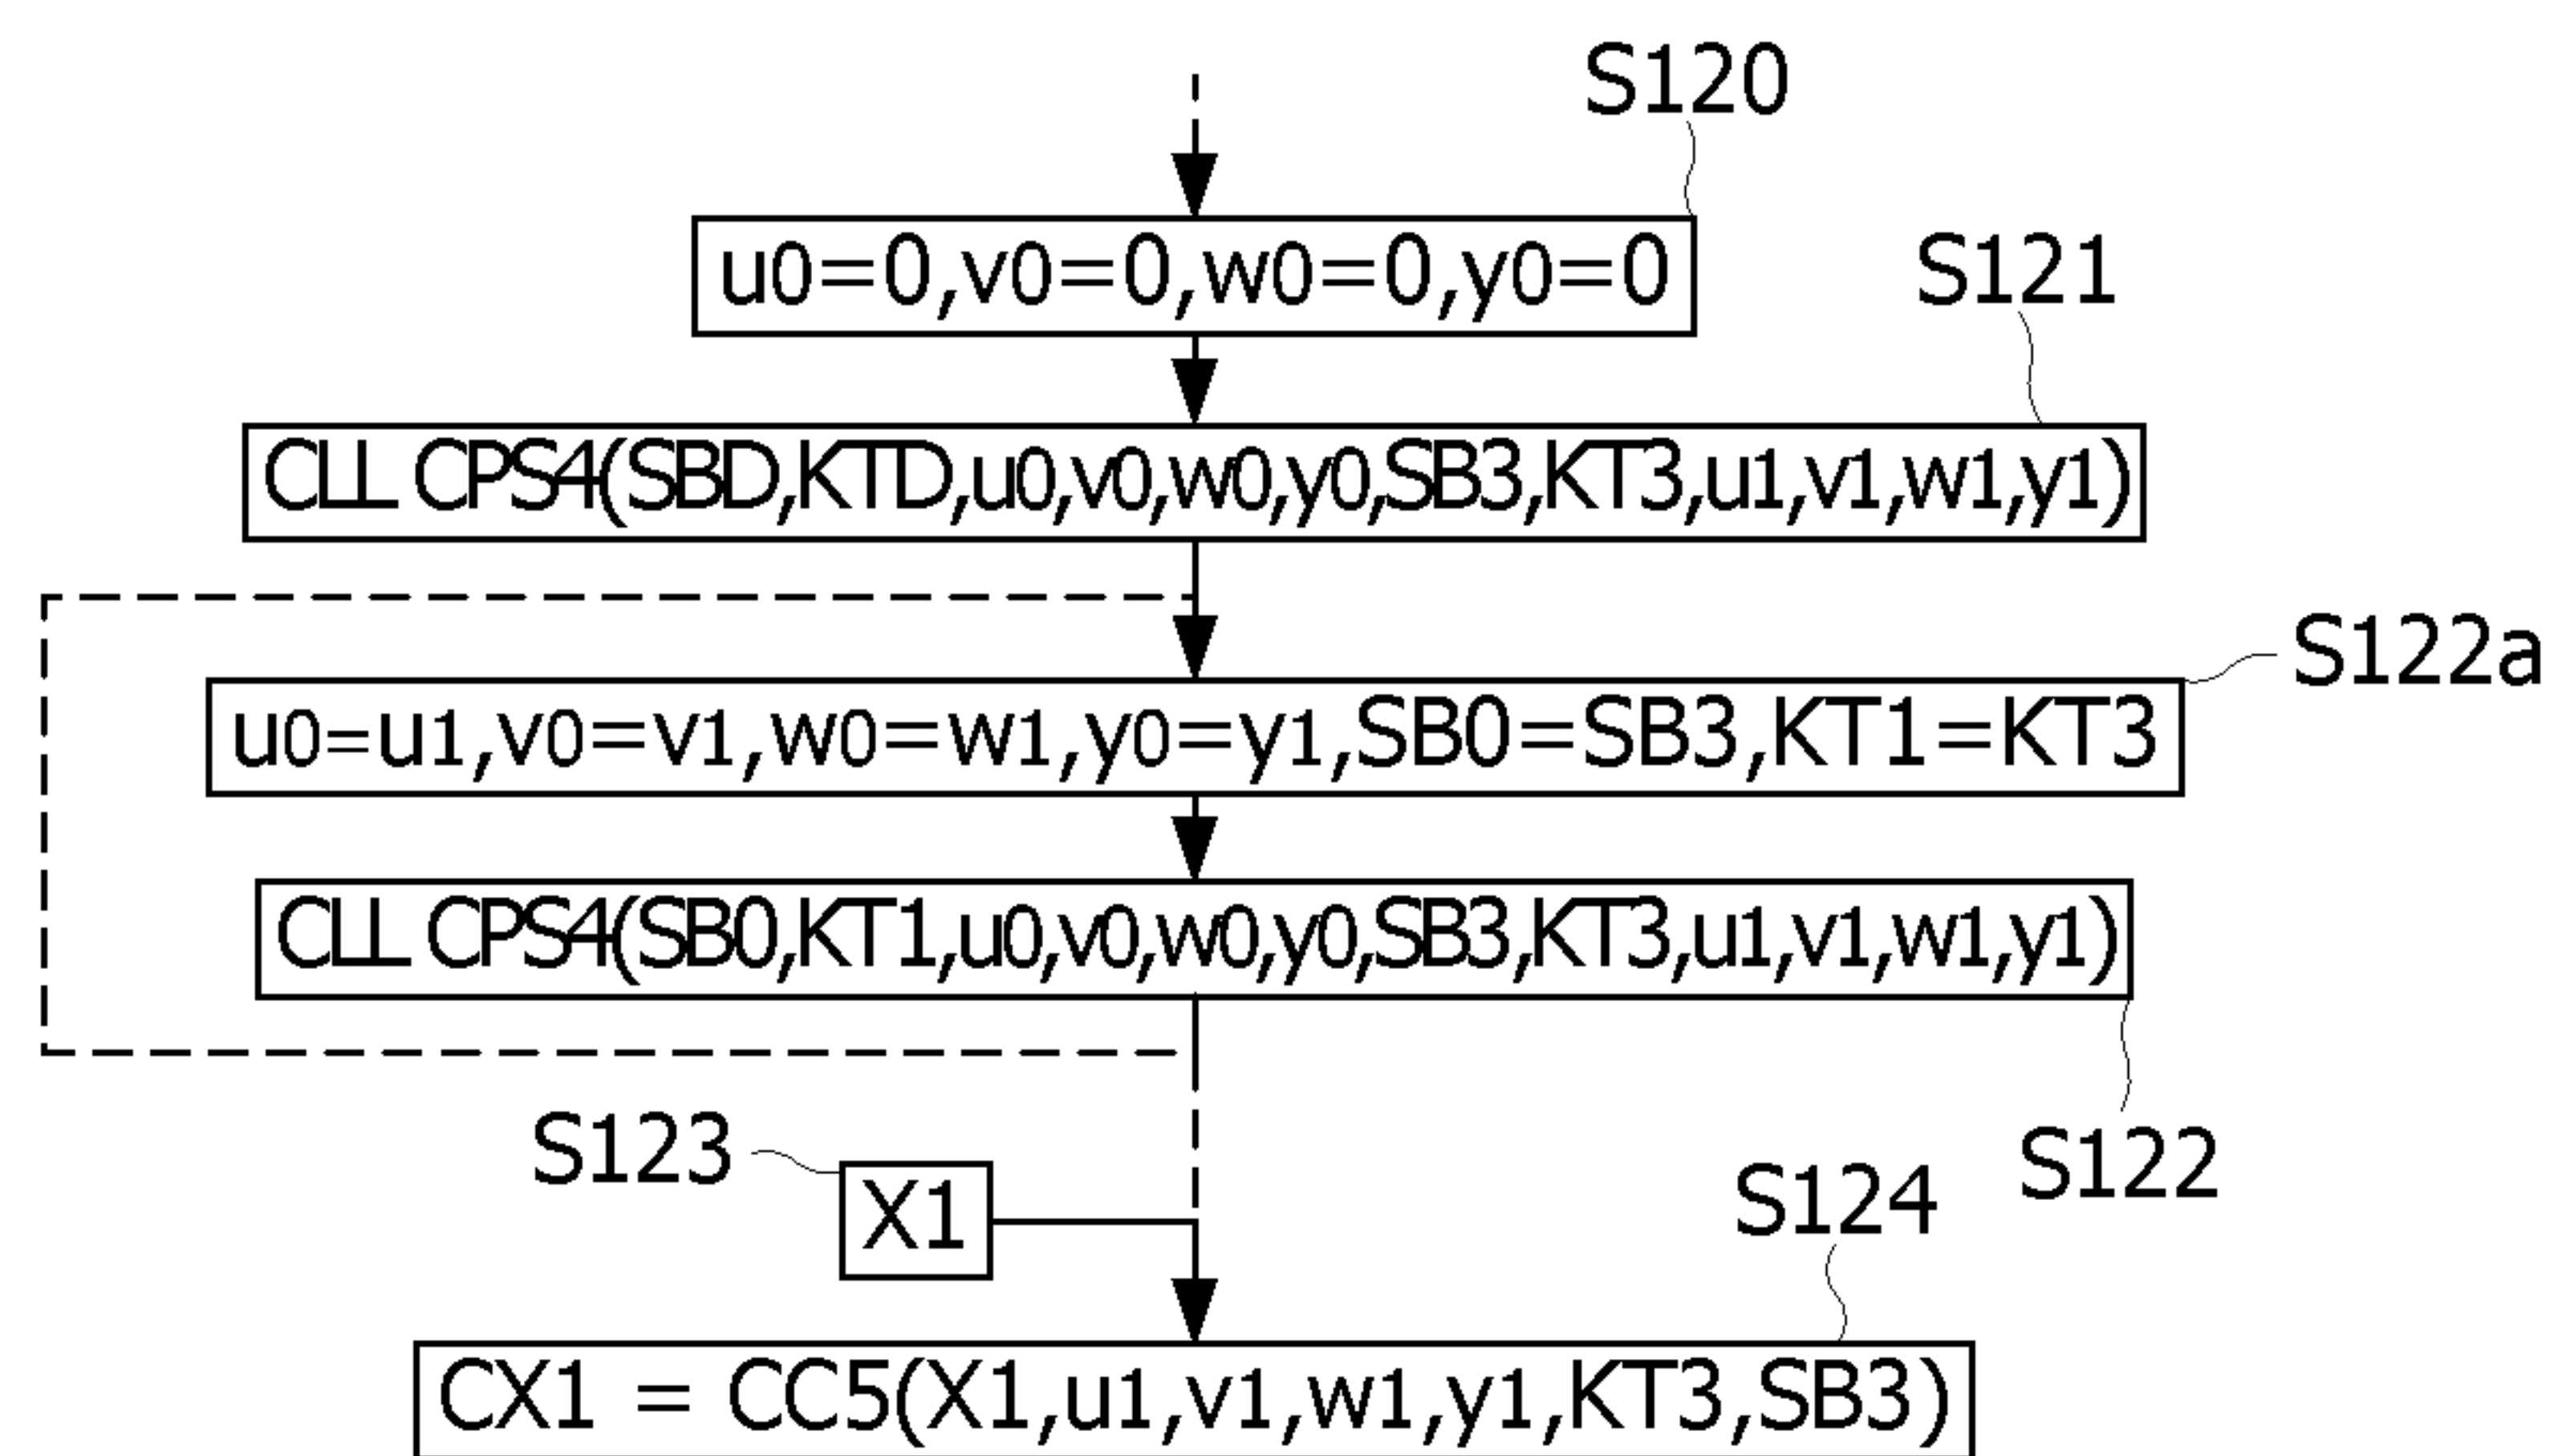 S120
u0=0,v0=0,w0=0,y0=0
S121
CLL CPS4(SBD,KTD,u0,v0,w0,y0,SB3,KT3,u1,v1,w1,y1)
S122a
u0=u1,v0=v1,w0=w1,y0=y1,SB0=SB3,KT1=KT3
CLL CPS4(SB0,KT1,u0,v0,w0,y0,SB3,KT3,u1,v1,w1,y1)
S122
S123
X1
S124
CX1 = CC5(X1,u1,v1,w1,y1,KT3,SB3)